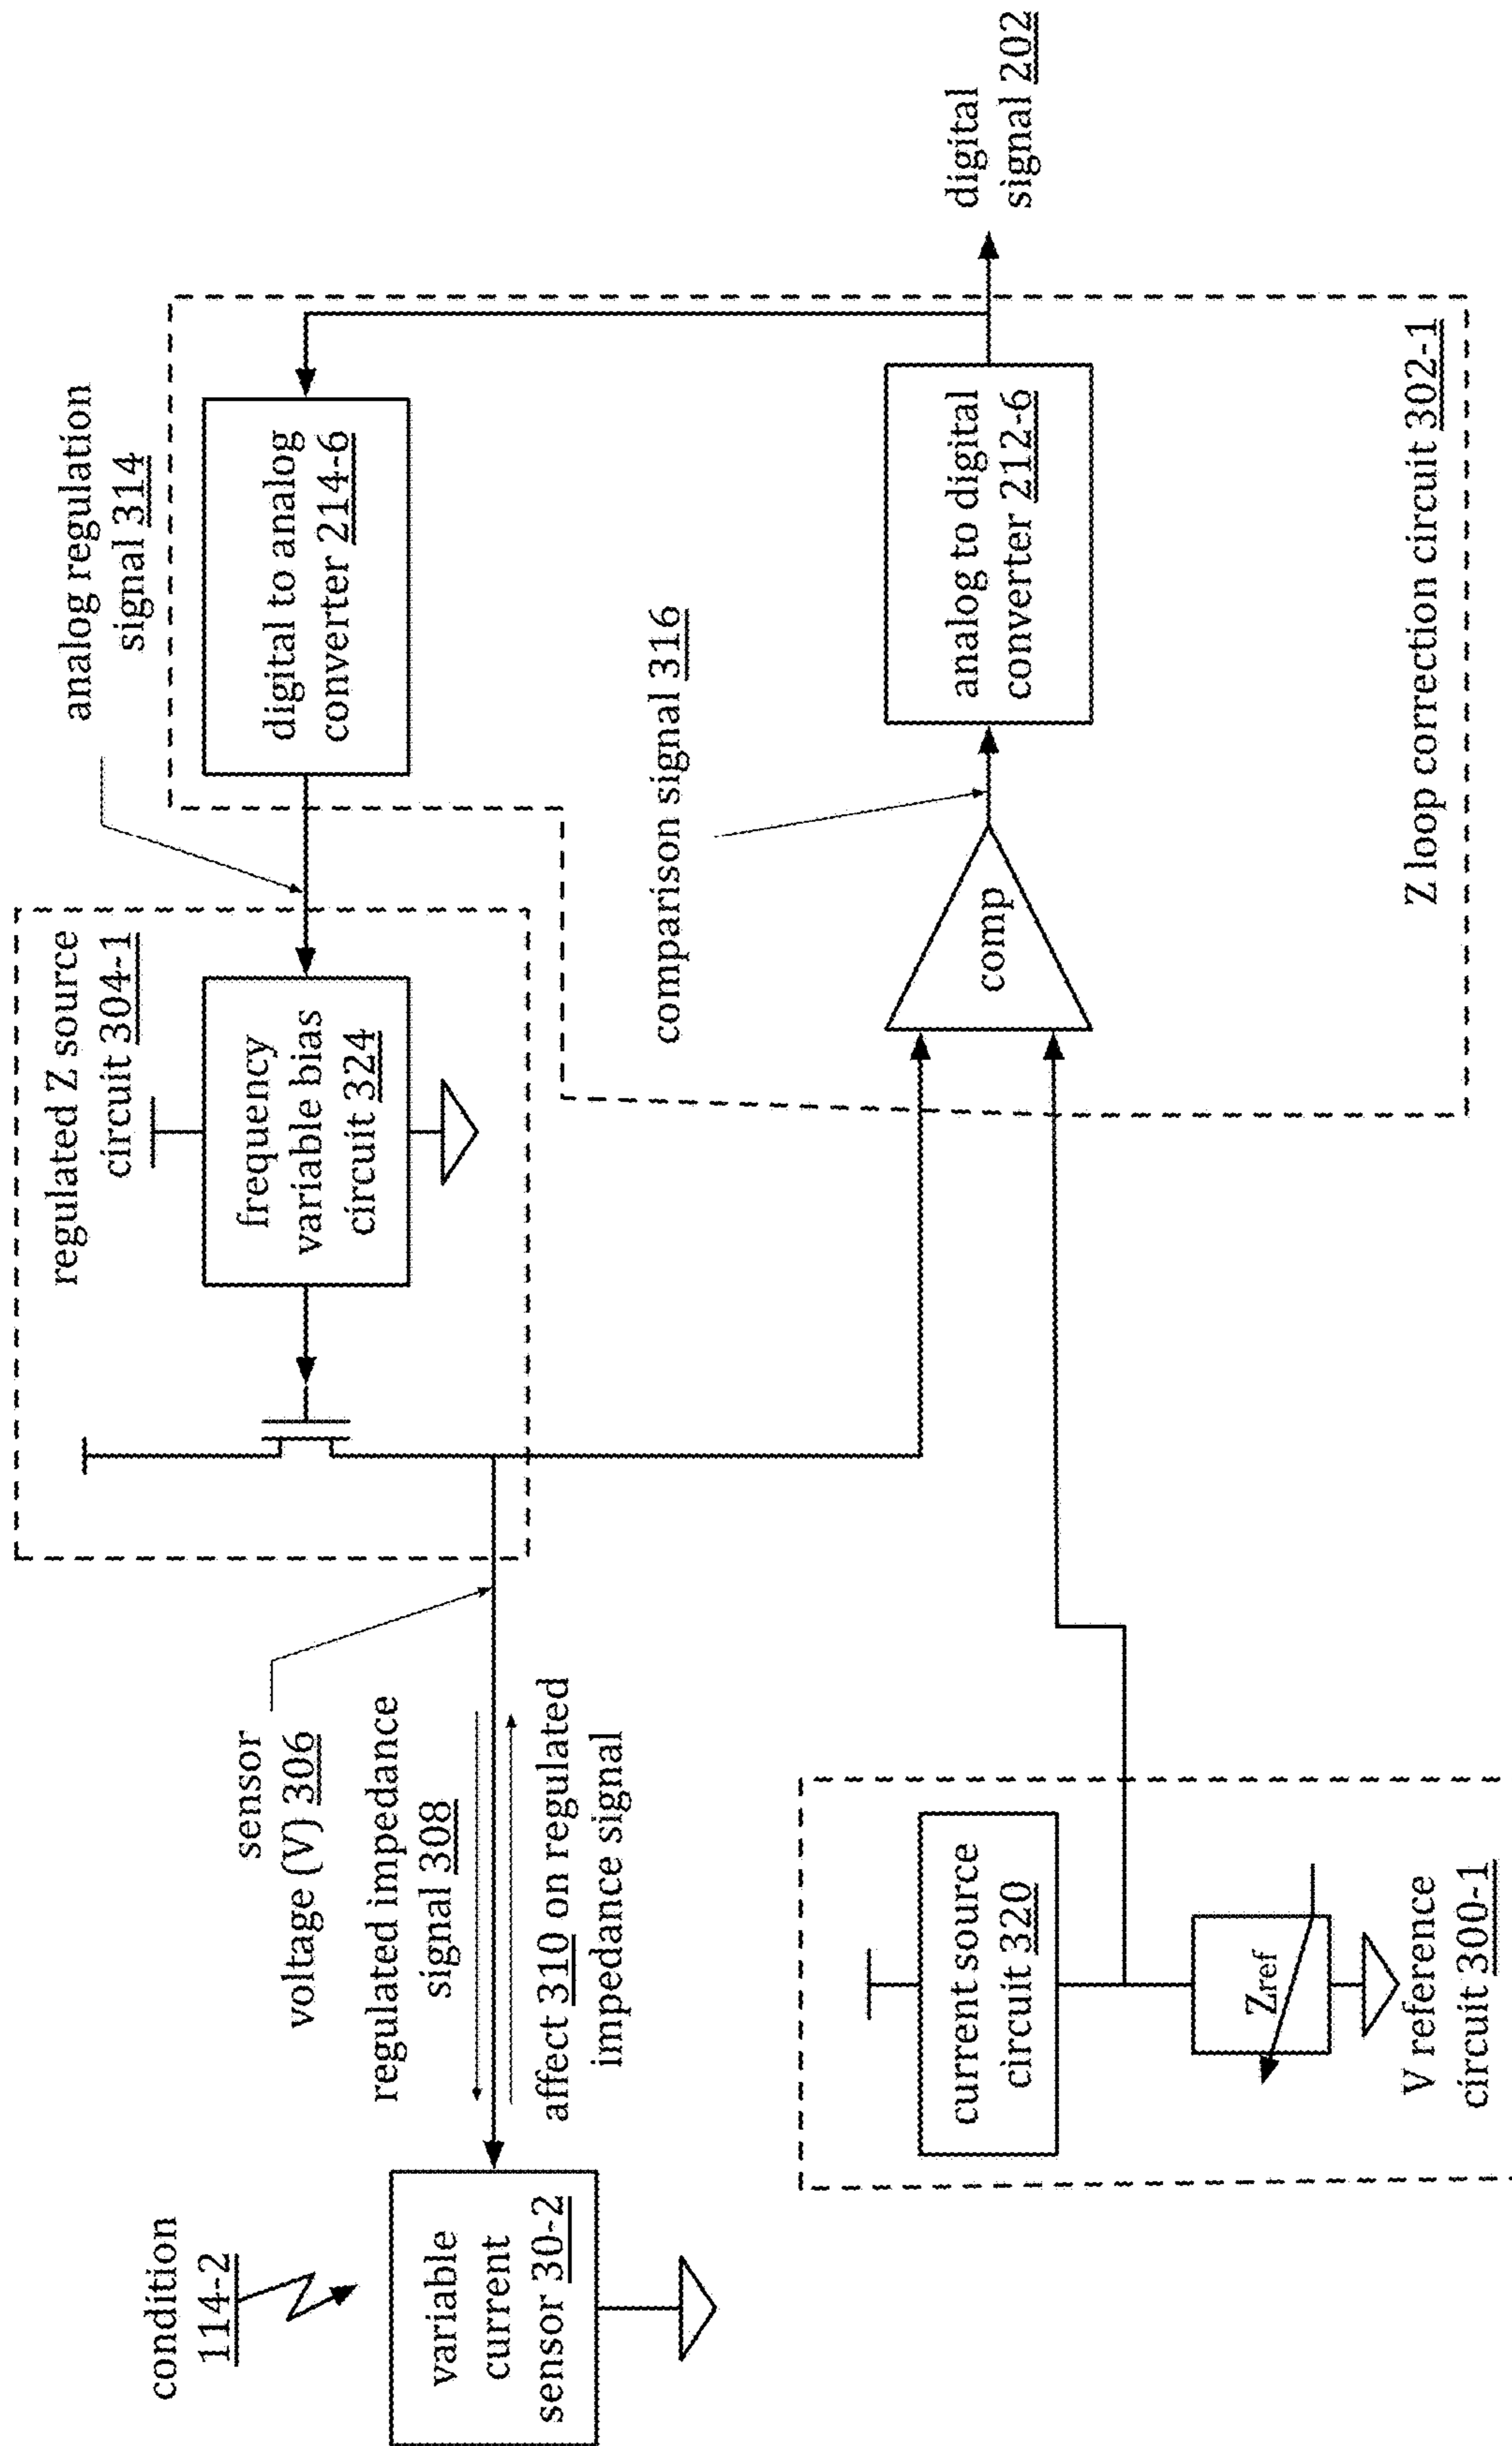 condition
114-2
variable
current
sensor 30-2
sensor
voltage (V) 306
regulated impedance
signal 308
affect 310 on regulated
impedance signal
regulated Z source
circuit 304-1
frequency
variable bias
circuit 324
analog regulation
signal 314
digital to analog
converter 214-6
comparison signal 316
comp
analog to digital
converter 212-6
digital
signal 202
Z loop correction circuit 302-1
current source
circuit 320
Zref
V reference
circuit 300-1